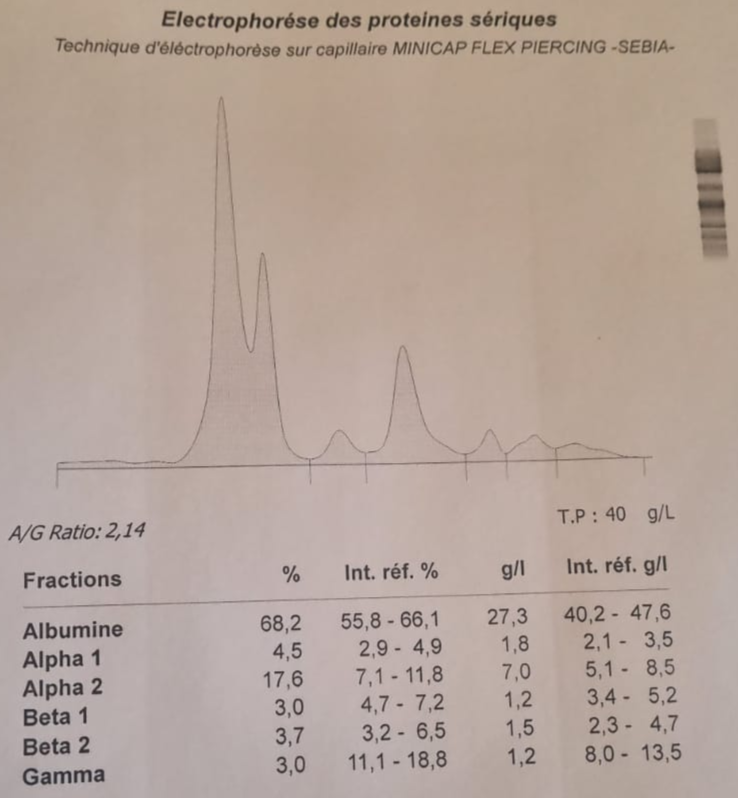 Electrophorése des proteines sériques
Technique d'éléctrophorèse sur capillaire MINICAP FLEX PIERCING -SEBIA-
A/G Ratio: 2,14
T.P : 40 g/L
Fractions % Int. réf. % g/l Int. réf. g/l
Albumine 68,2 55,8 - 66,1 27,3 40,2 - 47,6
Alpha 1 4,5 2,9 - 4,9 1,8 2,1 - 3,5
Alpha 2 17,6 7,1 - 11,8 7,0 5,1 - 8,5
Beta 1 3,0 4,7 - 7,2 1,2 3,4 - 5,2
Beta 2 3,7 3,2 - 6,5 1,5 2,3 - 4,7
Gamma 3,0 11,1 - 18,8 1,2 8,0 - 13,5